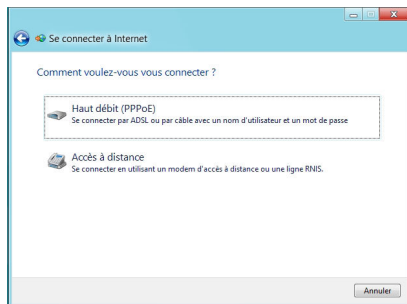 Se connecter à Internet
Comment voulez-vous vous connecter ?
Haut débit (PPPoE)
Se connecter par ADSL ou par câble avec un nom d'utilisateur et un mot de passe
Accès à distance
Se connecter en utilisant un modem d'accès à distance ou une ligne RNIS.
Annuler